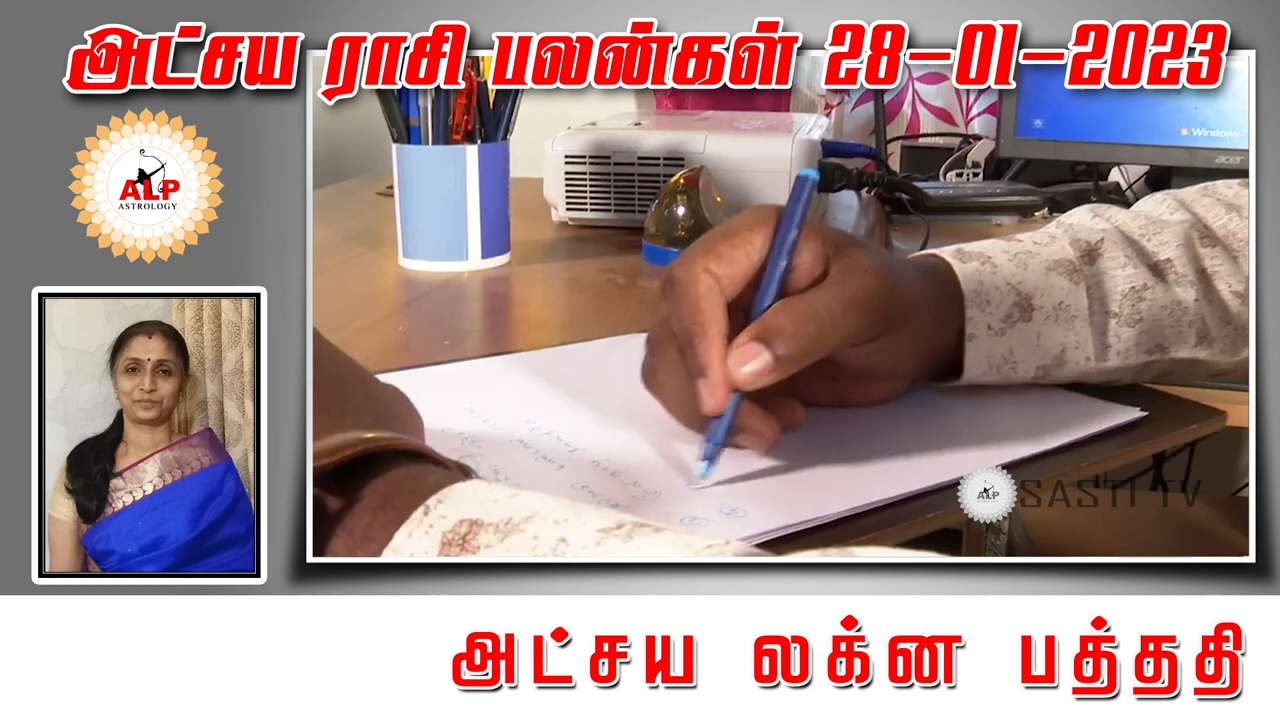 அட்சய ராசி பலன்கள் 28-01-2023
ALP
ASTROLOGY
Windows 7
acer
ALP
SASTI TV
அட்சய லக்ன பத்ததி